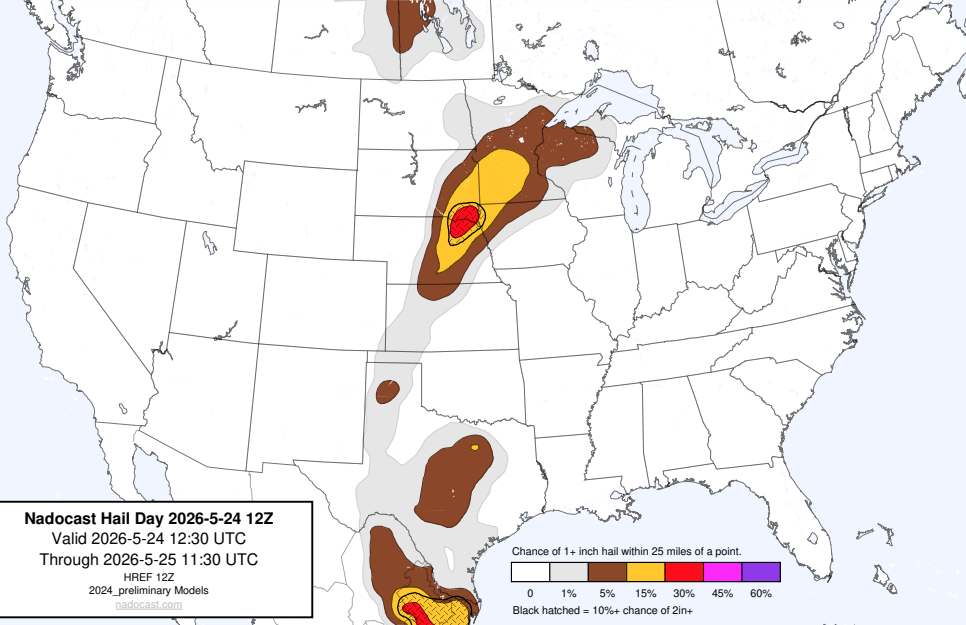 Nadocast Hail Day 2026-5-24 12Z
Valid 2026-5-24 12:30 UTC
Through 2026-5-25 11:30 UTC
HREF 12Z
2024_preliminary Models
nadocast.com
Chance of 1+ inch hail within 25 miles of a point.
0 1% 5% 15% 30% 45% 60%
Black hatched = 10%+ chance of 2in+